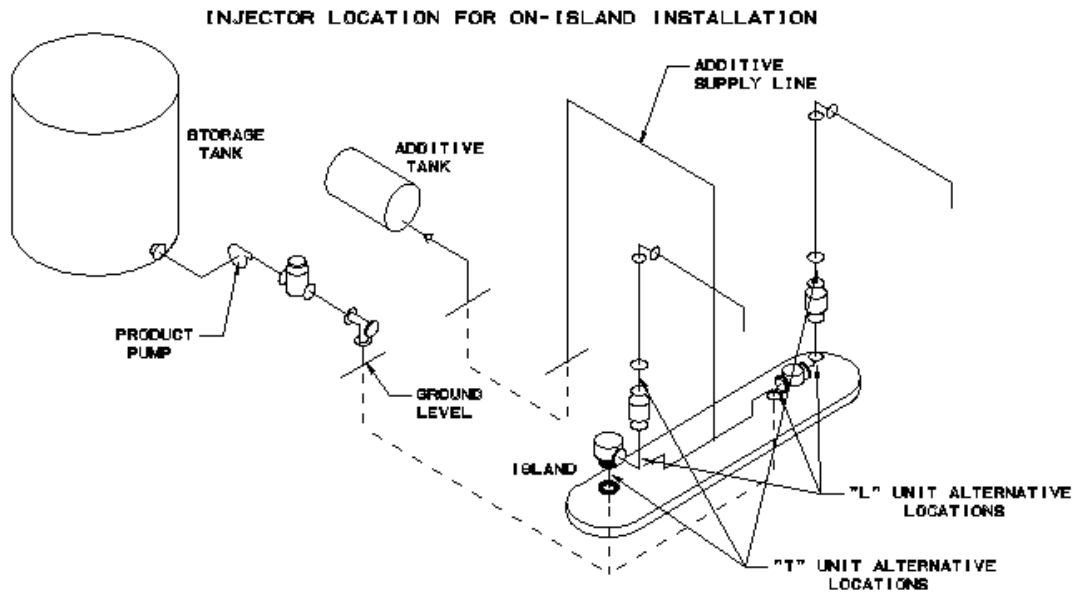 INJECTOR LOCATION FOR ON-ISLAND INSTALLATION
ADDITIVE
SUPPLY LINE
STORAGE
TANK
ADDITIVE
TANK
PRODUCT
PUMP
GROUND
LEVEL
ISLAND
"L" UNIT ALTERNATIVE
LOCATIONS
"T" UNIT ALTERNATIVE
LOCATIONS